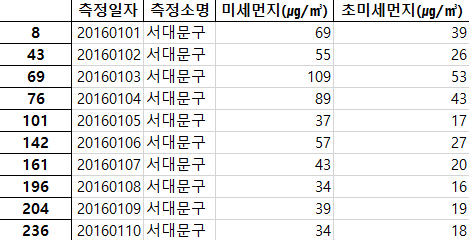 측정일자 측정소명 미세먼지(㎍/㎥) 초미세먼지(㎍/㎥)
8 20160101 서대문구 69 39
43 20160102 서대문구 55 26
69 20160103 서대문구 109 53
76 20160104 서대문구 89 43
101 20160105 서대문구 37 17
142 20160106 서대문구 57 27
161 20160107 서대문구 43 20
196 20160108 서대문구 34 16
204 20160109 서대문구 39 19
236 20160110 서대문구 34 18